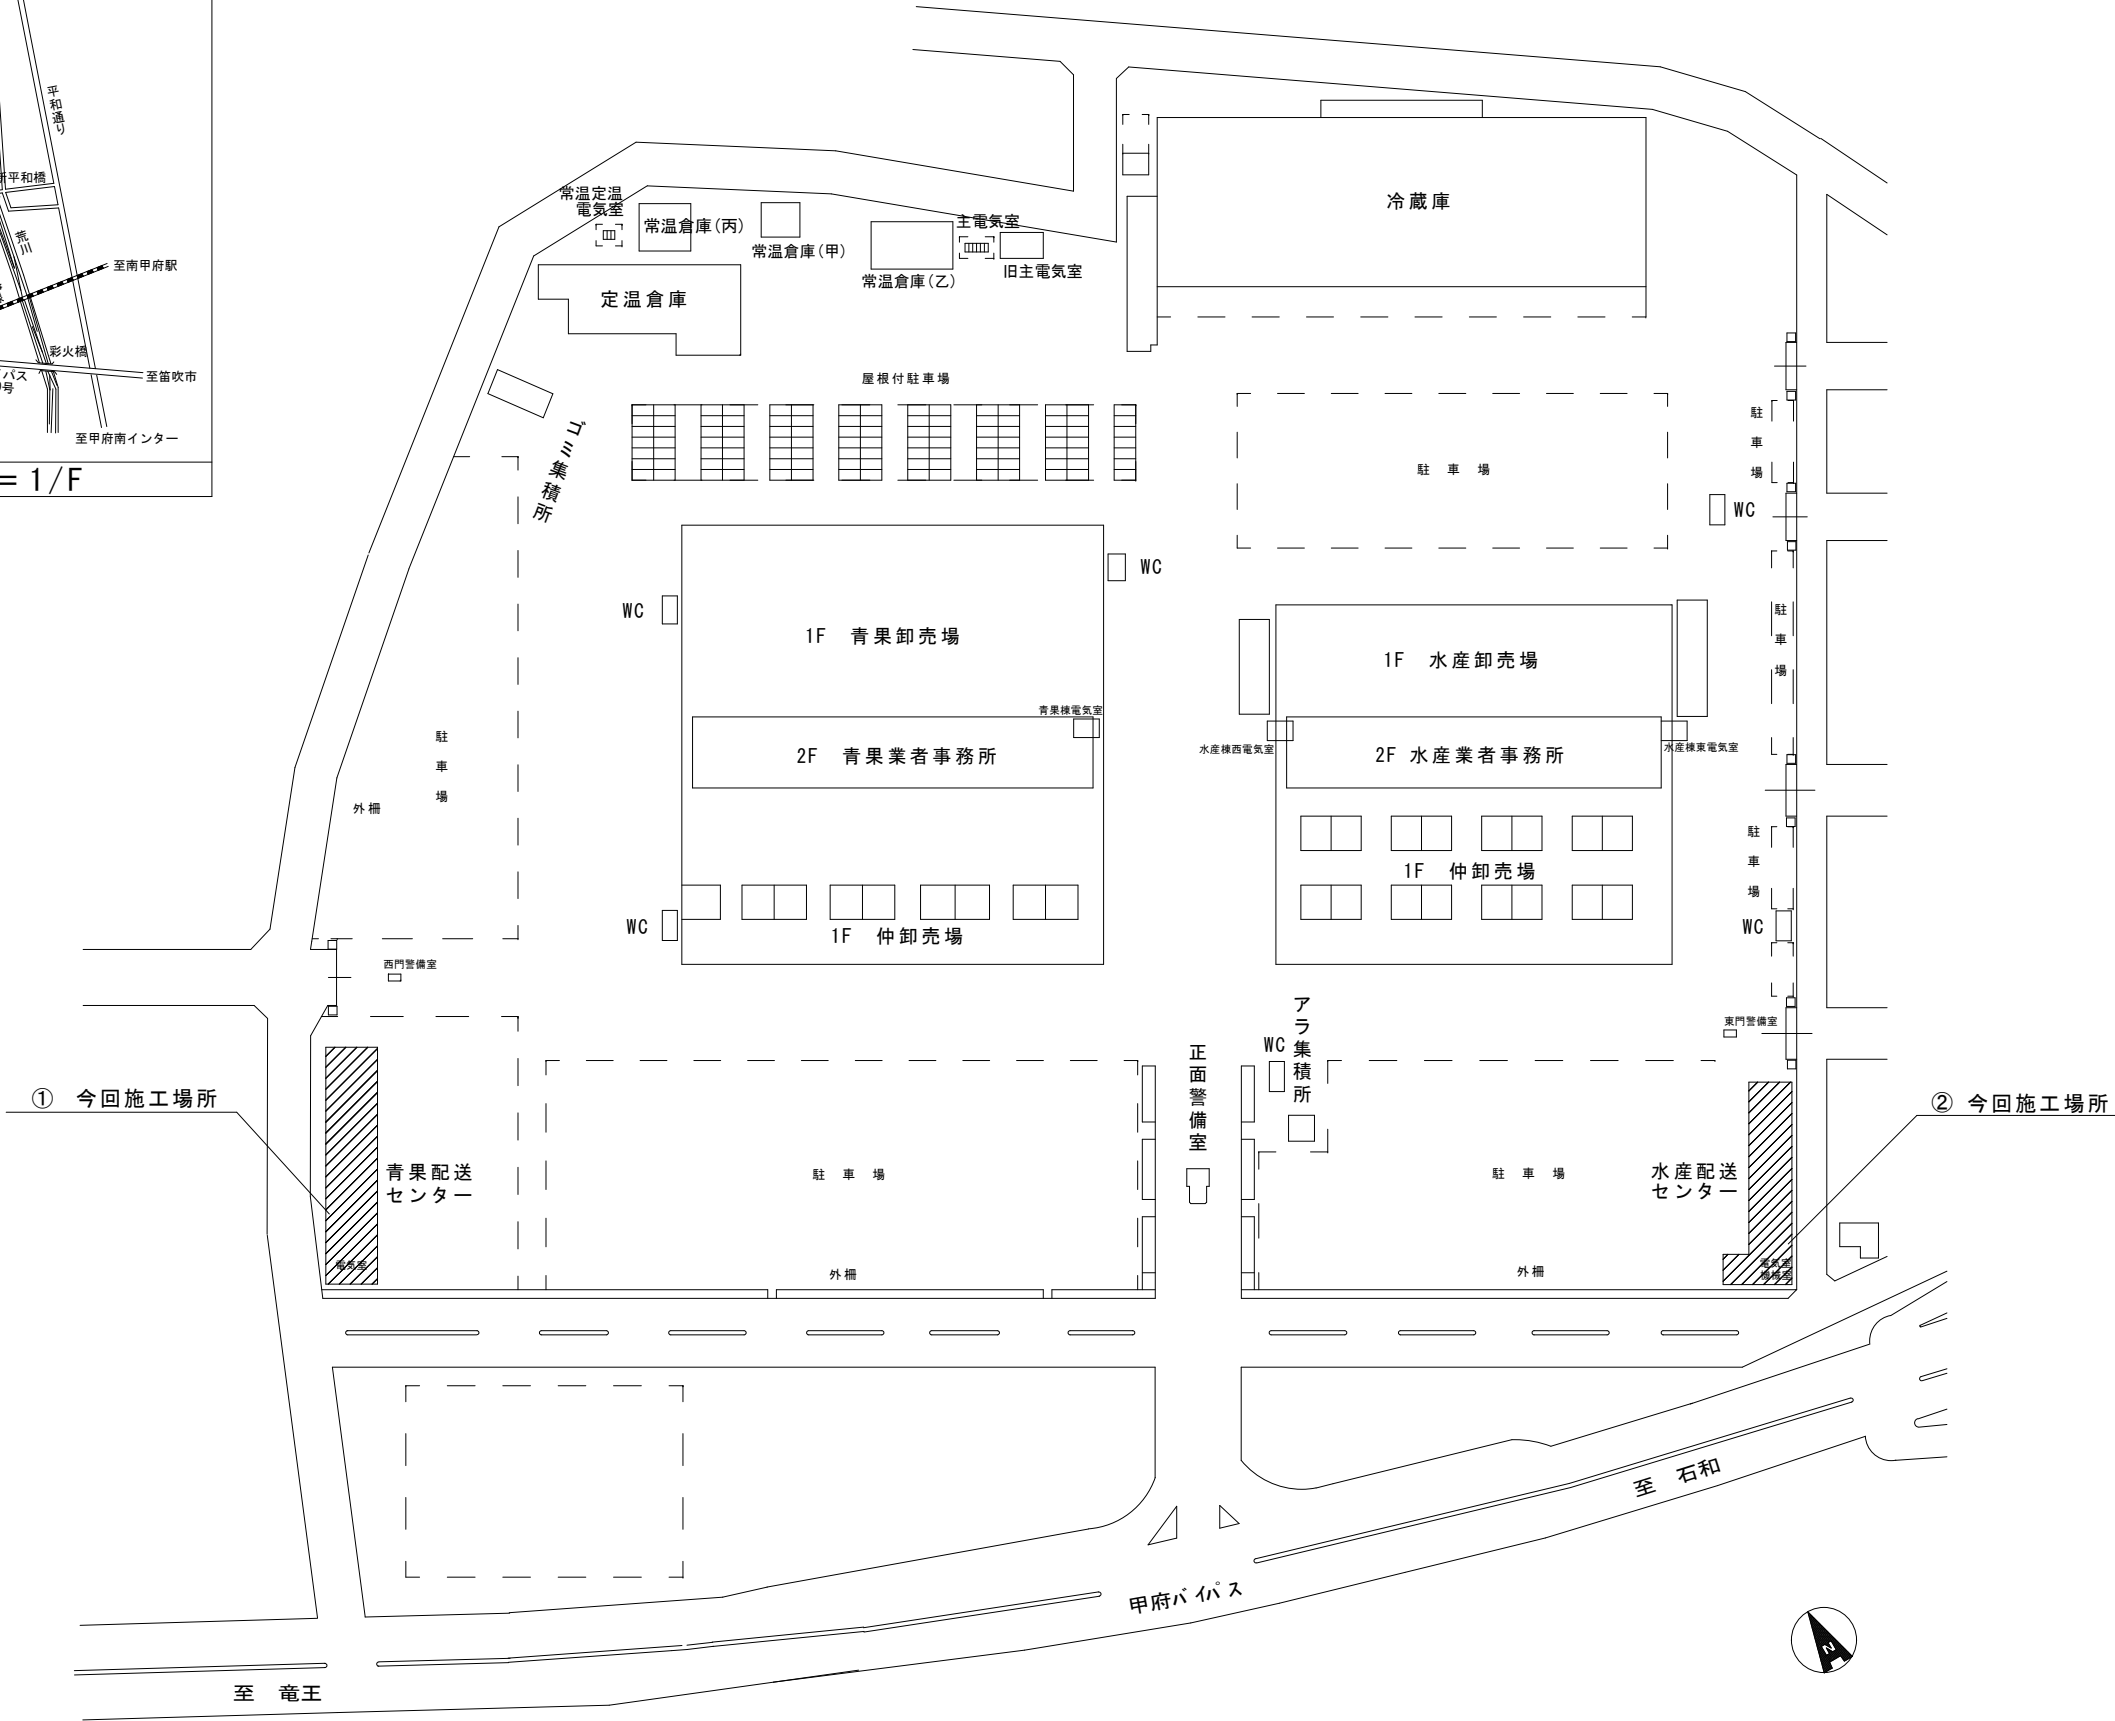 平和通り
新平和橋
荒川
至南甲府駅
彩火橋
パス
号
至笛吹市
至甲府南インター
= 1/F
常温定温
電気室
常温倉庫(丙)
常温倉庫(甲)
常温倉庫(乙)
主電気室
旧主電気室
冷蔵庫
定温倉庫
屋根付駐車場
ゴミ集積所
駐車場
駐車場
WC
WC
WC
1F 青果卸売場
青果棟電気室
2F 青果業者事務所
1F 水産卸売場
水産棟西電気室
水産棟東電気室
2F 水産業者事務所
駐車場
駐車場
外柵
1F 仲卸売場
駐車場
WC
WC
1F 仲卸売場
西門警備室
東門警備室
正面警備室
アラ集積所
WC
① 今回施工場所
② 今回施工場所
青果配送
センター
駐車場
駐車場
水産配送
センター
電気室
電気室
機械室
外柵
外柵
至 石和
甲府バイパス
至 竜王
N